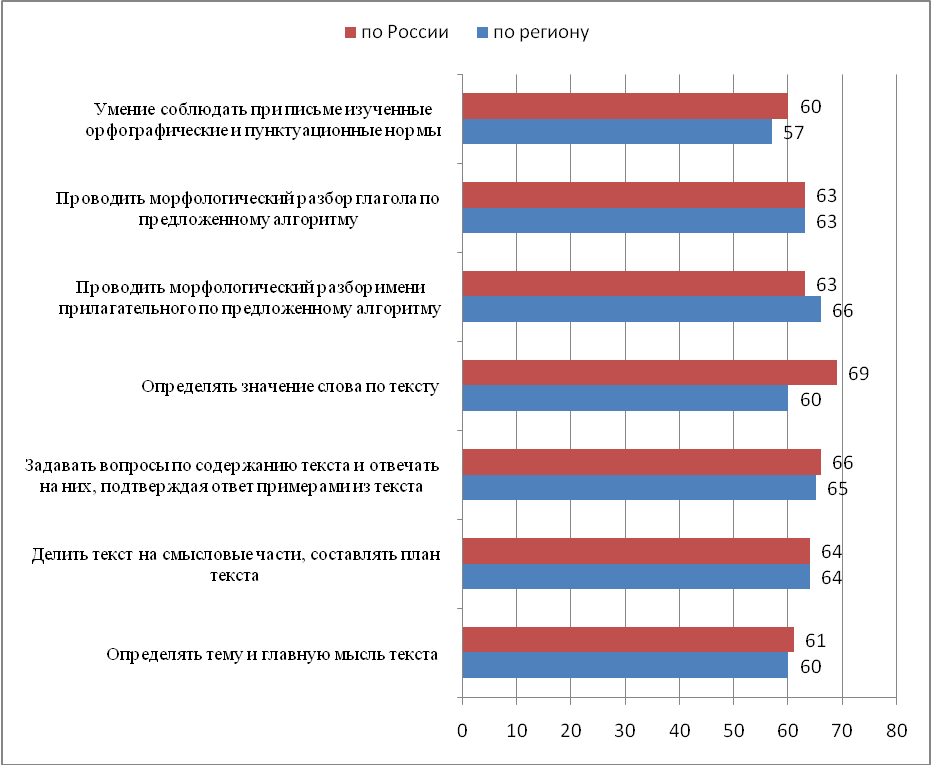 по России по региону
Умение соблюдать при письме изученные
орфографические и пунктуационные нормы
60
57
Проводить морфологический разбор глагола по
предложенному алгоритму
63
63
Проводить морфологический разбор имени
прилагательного по предложенному алгоритму
63
66
Определять значение слова по тексту
69
60
Задавать вопросы по содержанию текста и отвечать
на них, подтверждая ответ примерами из текста
66
65
Делить текст на смысловые части, составлять план
текста
64
64
Определять тему и главную мысль текста
61
60
0 10 20 30 40 50 60 70 80